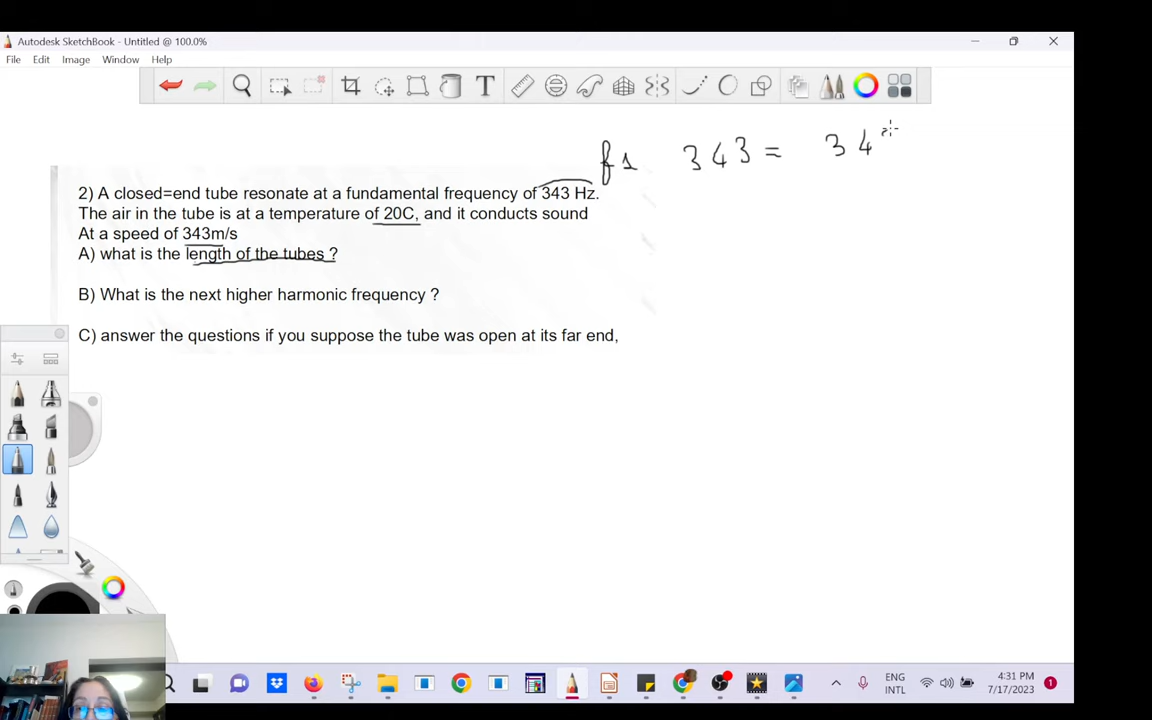 Autodesk SketchBook - Untitled @ 100.0%
File Edit Image Window Help
f1 343 = 34
2) A closed=end tube resonate at a fundamental frequency of 343 Hz.
The air in the tube is at a temperature of 20C, and it conducts sound
At a speed of 343m/s
A) what is the length of the tubes ?
B) What is the next higher harmonic frequency ?
C) answer the questions if you suppose the tube was open at its far end,
ENG
INTL
4:31 PM
7/17/2023
1